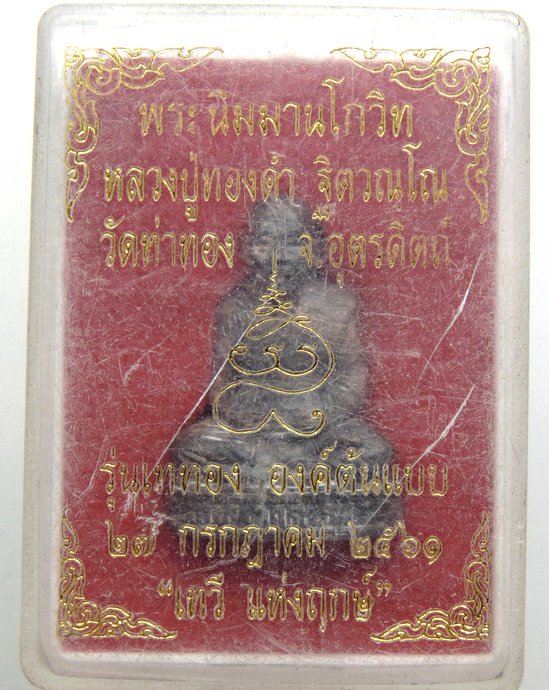 พระนิมมานโกวิท
หลวงปู่ทองดำ ฐิตวณฺโณ
วัดท่าทอง จ.อุตรดิตถ์
รุ่นเททอง องค์ต้นแบบ
๒๗ กรกฎาคม ๒๕๖๑
“เทวี แห่งฤกษ์”